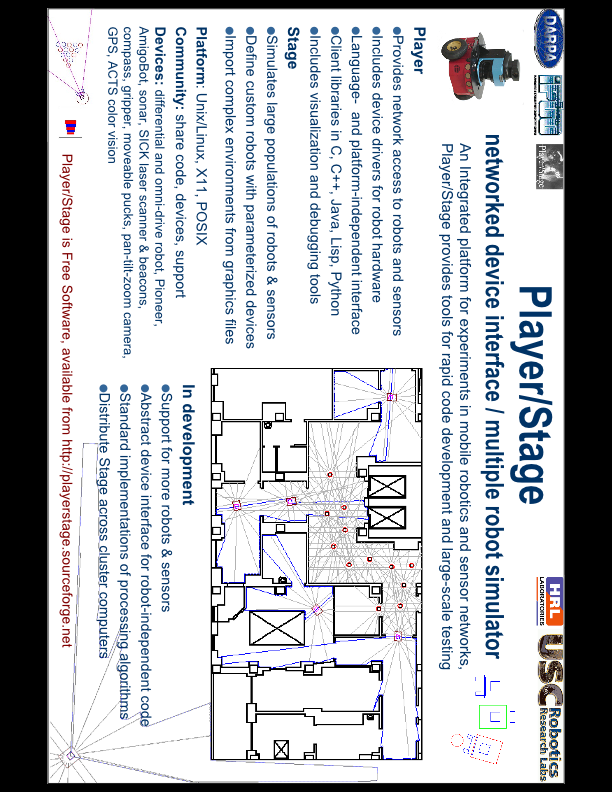 DARPA
Player/Stage
HRL
LABORATORIES
USC Robotics
Research Labs
Player/Stage
networked device interface / multiple robot simulator
An Integrated platform for experiments in mobile robotics and sensor networks,
Player/Stage provides tools for rapid code development and large-scale testing
Player
●Provides network access to robots and sensors
●Includes device drivers for robot hardware
●Language- and platform-independent interface
●Client libraries in C, C++, Java, Lisp, Python
●Includes visualization and debugging tools
Stage
●Simulates large populations of robots & sensors
●Define custom robots with parameterized devices
●Import complex environments from graphics files
Platform: Unix/Linux, X11, POSIX
Community: share code, devices, support
Devices: differential and omni-drive robot, Pioneer,
AmigoBot, sonar, SICK laser scanner & beacons,
compass, gripper, moveable pucks, pan-tilt-zoom camera,
GPS, ACTS color vision
In development
●Support for more robots & sensors
●Abstract device interface for robot-independent code
●Standard implementations of processing algorithms
●Distribute Stage across cluster computers
Player/Stage is Free Software, available from http://playerstage.sourceforge.net